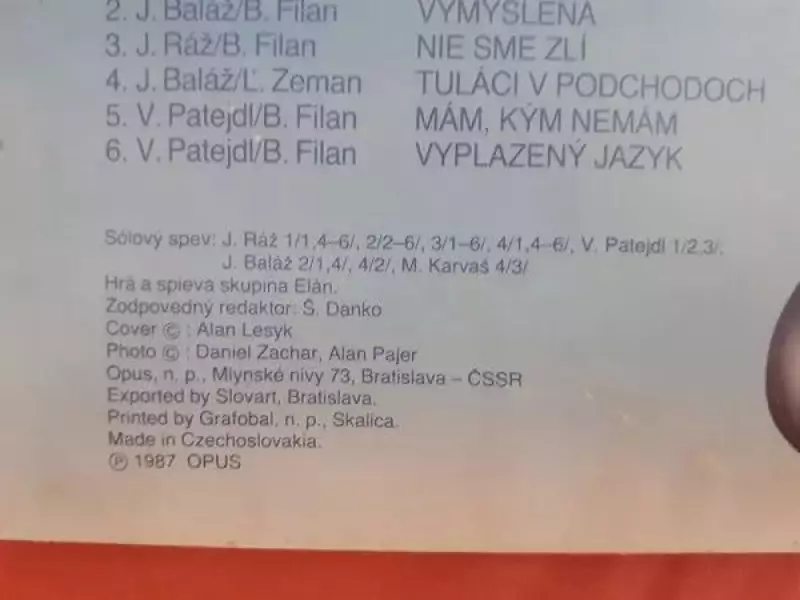 2. J. Baláž/B. Filan VYMYSLENÁ
3. J. Ráž/B. Filan NIE SME ZLÍ
4. J. Baláž/Ľ. Zeman TULÁCI V PODCHODOCH
5. V. Patejdl/B. Filan MÁM, KÝM NEMÁM
6. V. Patejdl/B. Filan VYPLAZENÝ JAZYK
Sólový spev: J. Ráž 1/1,4–6/, 2/2–6/, 3/1–6/, 4/1,4–6/, V. Patejdl 1/2,3/,
J. Baláž 2/1,4/, 4/2/, M. Karvaš 4/3/
Hrá a spieva skupina Elán.
Zodpovedný redaktor: Š. Danko
Cover © : Alan Lesyk
Photo © : Daniel Zachar, Alan Pajer
Opus, n. p., Mlynské nivy 73, Bratislava – ČSSR
Exported by Slovart, Bratislava.
Printed by Grafobal, n. p., Skalica.
Made in Czechoslovakia.
℗ 1987 OPUS